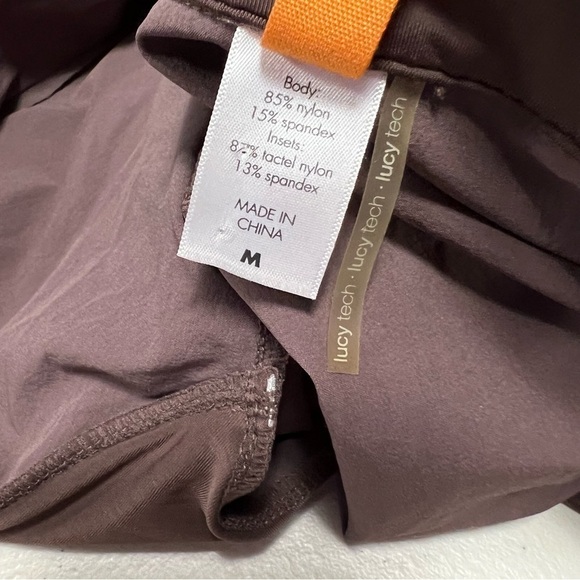 Body:
85% nylon
15% spandex
Insets:
87% tactel nylon
13% spandex
MADE IN
CHINA
M
lucy tech · lucy tech · lucy tech